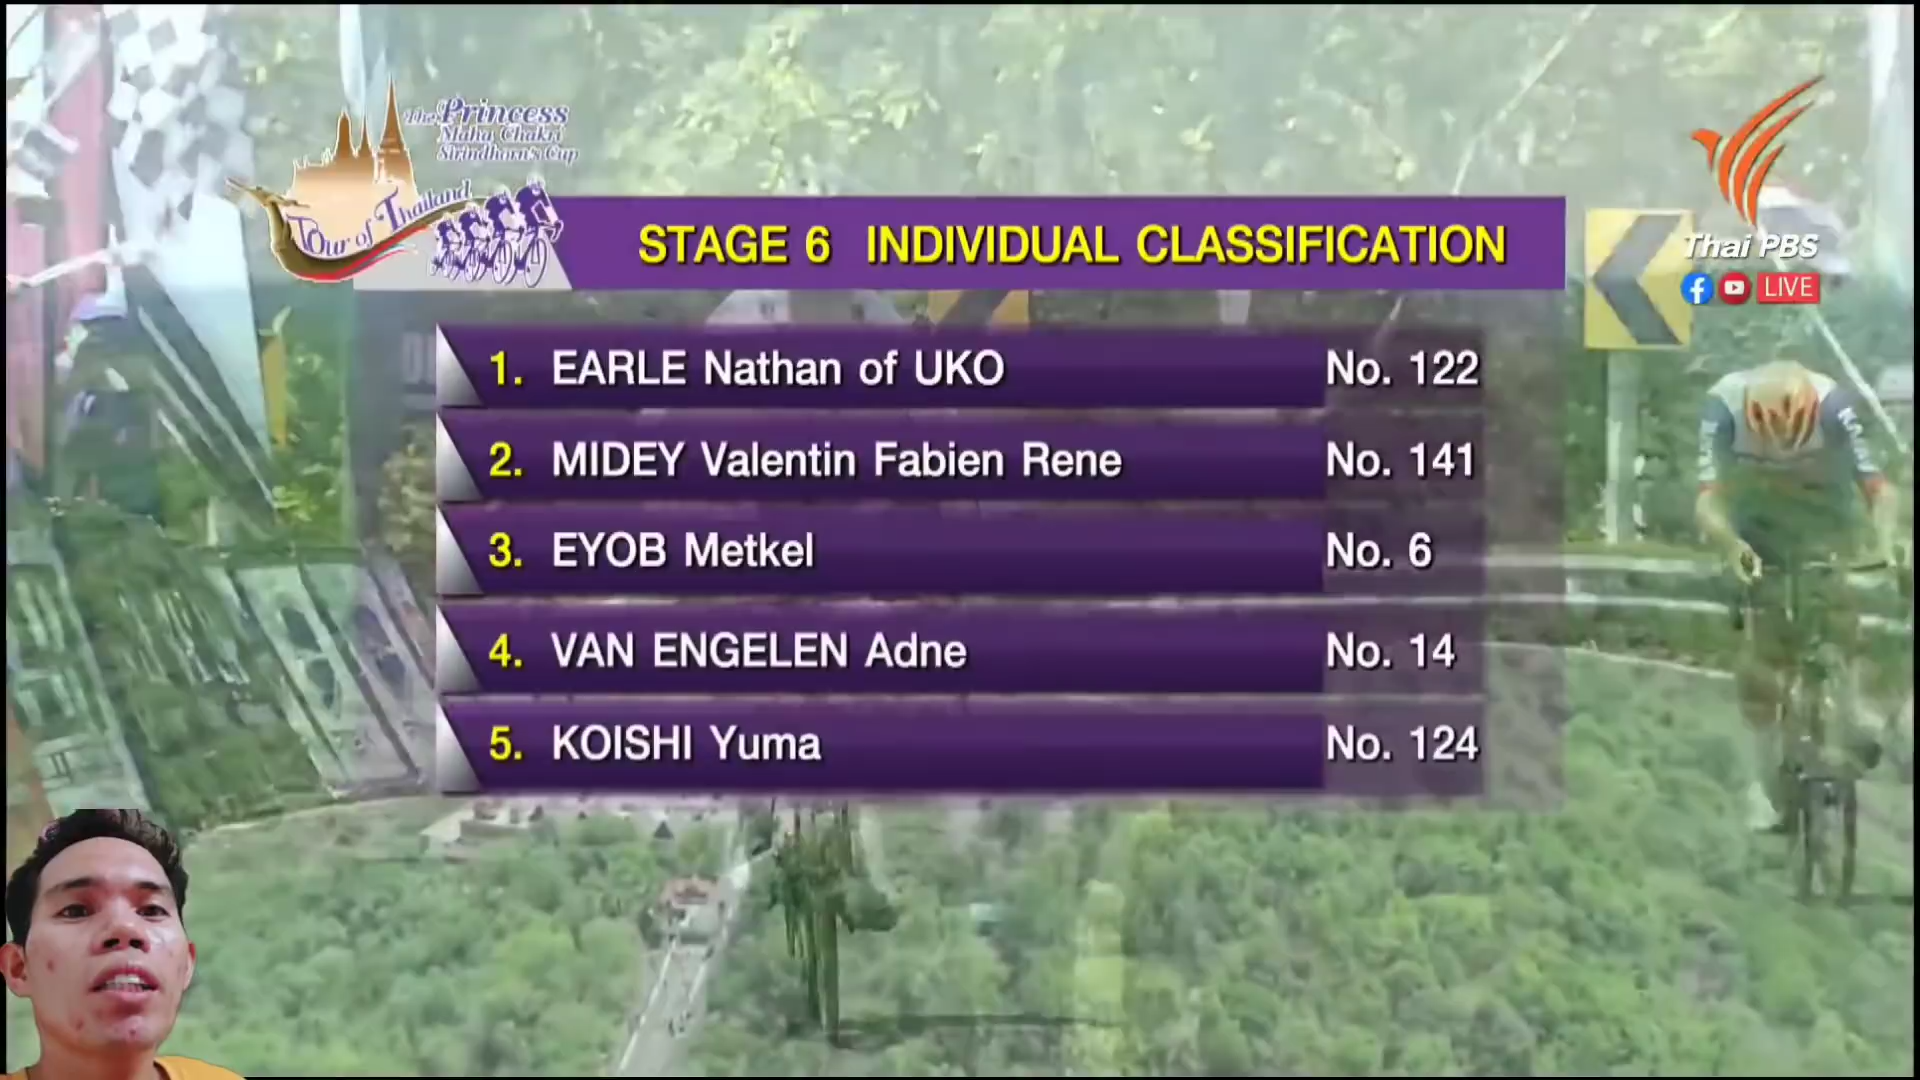 The Princess
Maha Chakri
Sirindhorn's Cup
Tour of Thailand
STAGE 6 INDIVIDUAL CLASSIFICATION
Thai PBS
LIVE
1. EARLE Nathan of UKO No. 122
2. MIDEY Valentin Fabien Rene No. 141
3. EYOB Metkel No. 6
4. VAN ENGELEN Adne No. 14
5. KOISHI Yuma No. 124